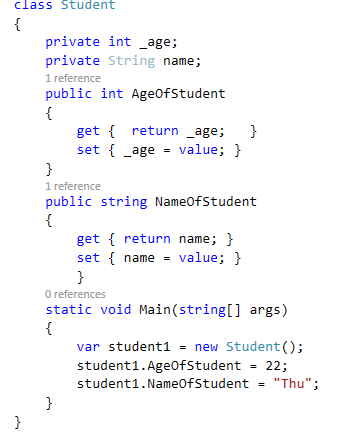 class Student
{
    private int _age;
    private String name;
    1 reference
    public int AgeOfStudent
    {
        get {  return _age;   }
        set { _age = value; }
    }
    1 reference
    public string NameOfStudent
    {
        get { return name; }
        set { name = value; }
        }
    0 references
    static void Main(string[] args)
    {
        var student1 = new Student();
        student1.AgeOfStudent = 22;
        student1.NameOfStudent = "Thu";
    }
}